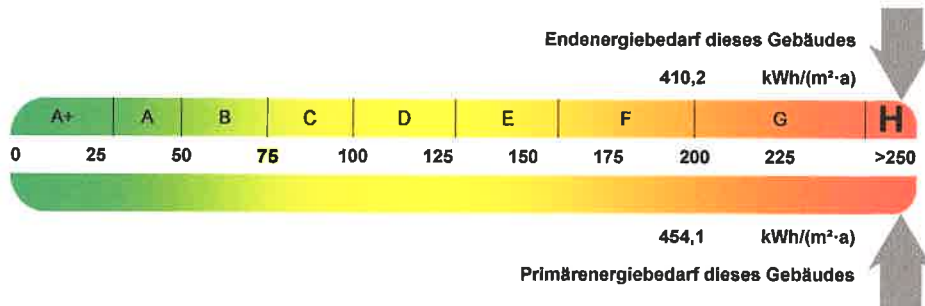 Endenergiebedarf dieses Gebäudes
410,2 kWh/(m²·a)
A+ A B C D E F G H
0 25 50 75 100 125 150 175 200 225 >250
454,1 kWh/(m²·a)
Primärenergiebedarf dieses Gebäudes